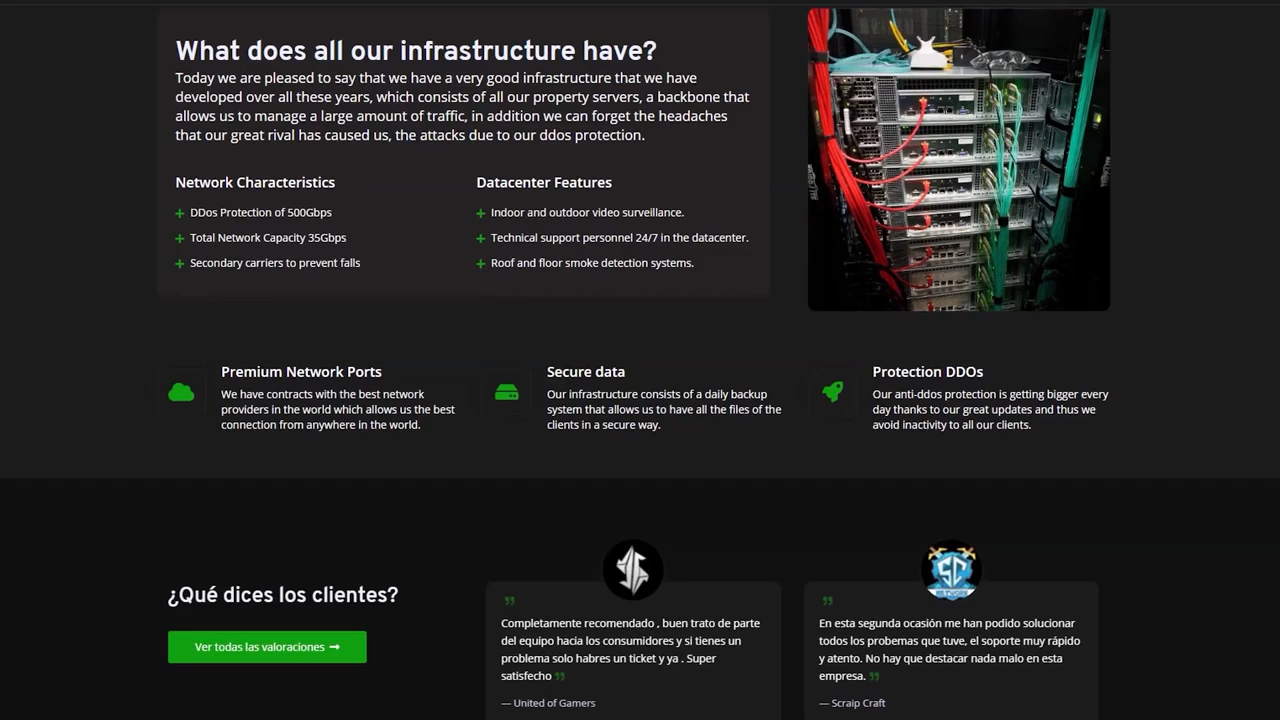 What does all our infrastructure have?
Today we are pleased to say that we have a very good infrastructure that we have
developed over all these years, which consists of all our property servers, a backbone that
allows us to manage a large amount of traffic, in addition we can forget the headaches
that our great rival has caused us, the attacks due to our ddos protection.
Network Characteristics
DDos Protection of 500Gbps
Total Network Capacity 35Gbps
Secondary carriers to prevent falls
Datacenter Features
Indoor and outdoor video surveillance.
Technical support personnel 24/7 in the datacenter.
Roof and floor smoke detection systems.
Premium Network Ports
We have contracts with the best network
providers in the world which allows us the best
connection from anywhere in the world.
Secure data
Our infrastructure consists of a daily backup
system that allows us to have all the files of the
clients in a secure way.
Protection DDOs
Our anti-ddos protection is getting bigger every
day thanks to our great updates and thus we
avoid inactivity to all our clients.
¿Qué dices los clientes?
Ver todas las valoraciones →
SC
NETWORK
Completamente recomendado , buen trato de parte
del equipo hacia los consumidores y si tienes un
problema solo habres un ticket y ya . Super
satisfecho
— United of Gamers
En esta segunda ocasión me han podido solucionar
todos los probemas que tuve, el soporte muy rápido
y atento. No hay que destacar nada malo en esta
empresa.
— Scraip Craft